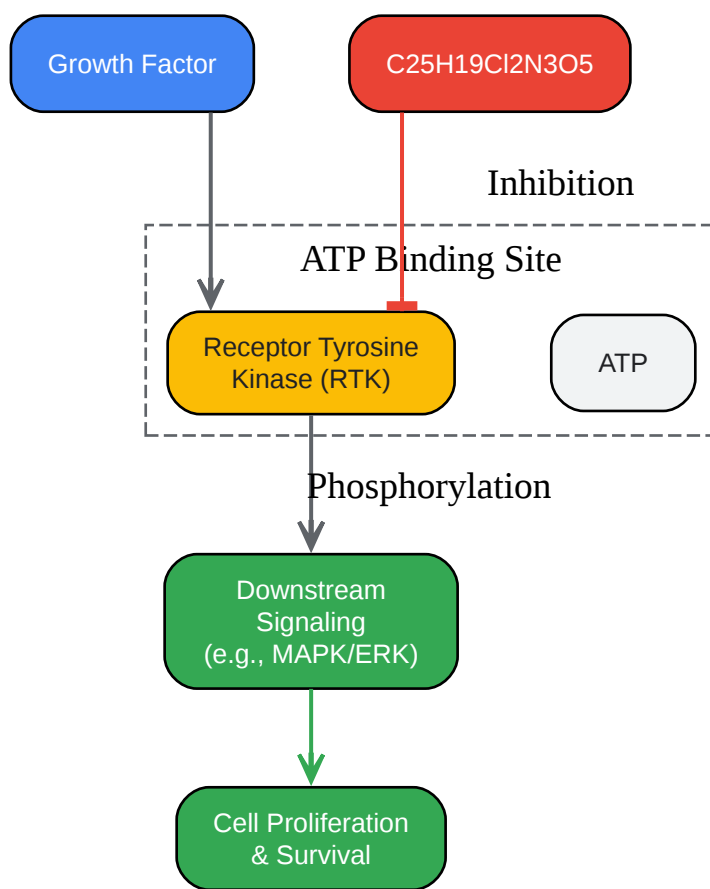 Growth Factor
C25H19Cl2N3O5
Inhibition
ATP Binding Site
Receptor Tyrosine
Kinase (RTK)
ATP
Phosphorylation
Downstream
Signaling
(e.g., MAPK/ERK)
Cell Proliferation
& Survival